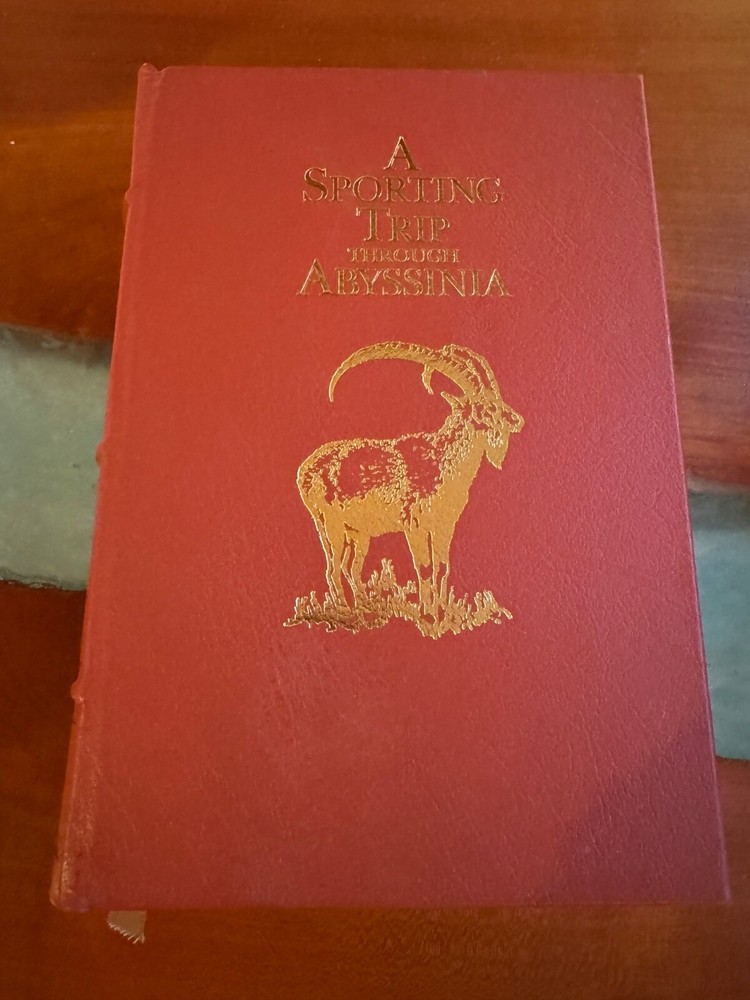 A
SPORTING
TRIP
THROUGH
ABYSSINIA